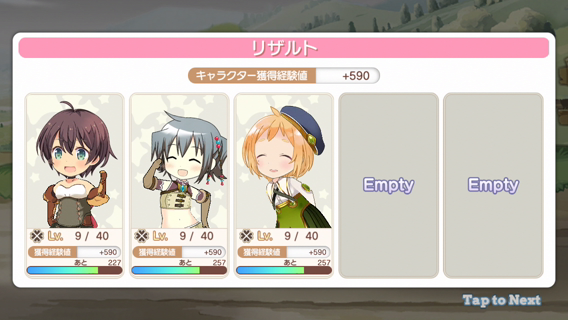 リザルト
キャラクター獲得経験値 +590
Empty
Empty
Lv. 9 / 40
獲得経験値 +590
あと 227
Lv. 9 / 40
獲得経験値 +590
あと 257
Lv. 9 / 40
獲得経験値 +590
あと 257
Tap to Next